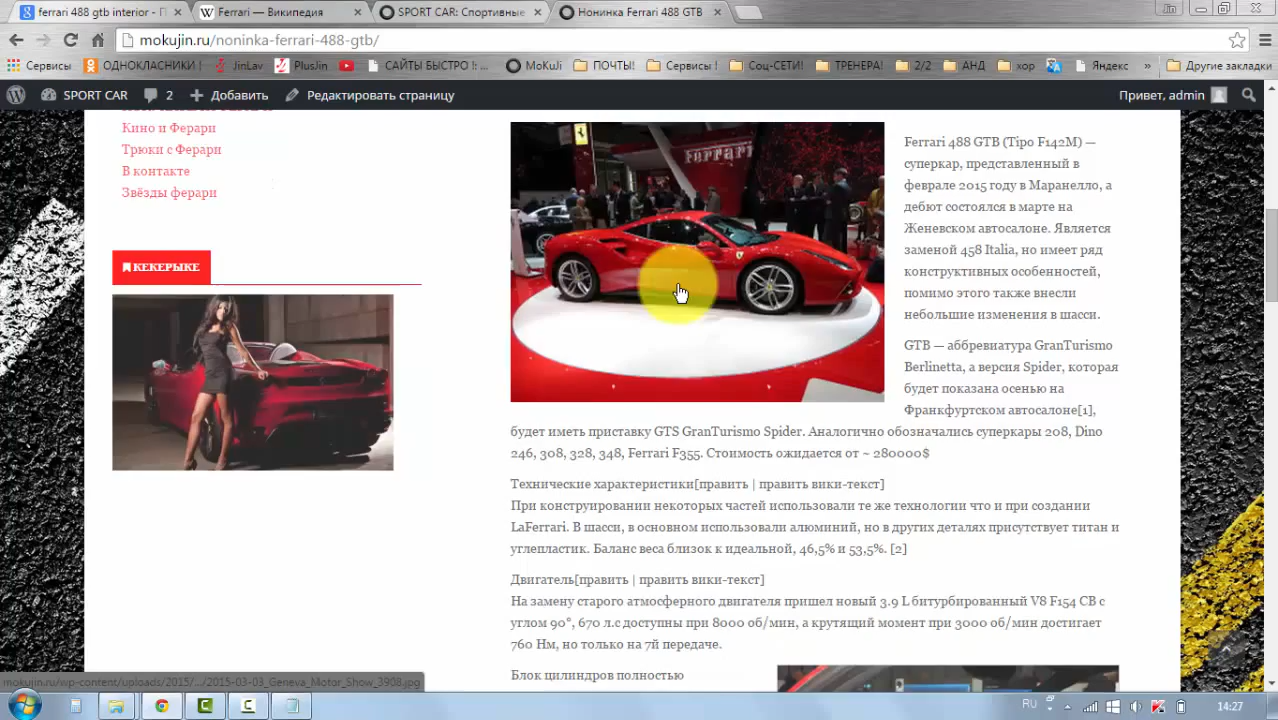 ferrari 488 gtb interior - П
Ferrari — Википедия
SPORT CAR: Спортивные
Нонинка Ferrari 488 GTB
mokujin.ru/noninka-ferrari-488-gtb/
Сервисы
ОДНОКЛАСНИКИ
JinLav
PlusJin
САЙТЫ БЫСТРО !: ...
MoKuJi
ПОЧТЫ!
Сервисы !
Соц-СЕТИ!
ТРЕНЕРА!
2/2
АНД
хор
Яндекс
»
Другие закладки
SPORT CAR
2
Добавить
Редактировать страницу
Привет, admin
Кино и Ферари
Трюки с Ферари
В контакте
Звёзды ферари
КЕКЕРЫКЕ
Ferrari
Ferrari 488 GTB (Tipo F142M) —
суперкар, представленный в
феврале 2015 году в Маранелло, а
дебют состоялся в марте на
Женевском автосалоне. Является
заменой 458 Italia, но имеет ряд
конструктивных особенностей,
помимо этого также внесли
небольшие изменения в шасси.
GTB — аббревиатура GranTurismo
Berlinetta, а версия Spider, которая
будет показана осенью на
Франкфуртском автосалоне[1],
будет иметь приставку GTS GranTurismo Spider. Аналогично обозначались суперкары 208, Dino
246, 308, 328, 348, Ferrari F355. Стоимость ожидается от ~ 280000$
Технические характеристики[править | править вики-текст]
При конструировании некоторых частей использовали те же технологии что и при создании
LaFerrari. В шасси, в основном использовали алюминий, но в других деталях присутствует титан и
углепластик. Баланс веса близок к идеальной, 46,5% и 53,5%. [2]
Двигатель[править | править вики-текст]
На замену старого атмосферного двигателя пришел новый 3.9 L битурбированный V8 F154 CB с
углом 90°, 670 л.с доступны при 8000 об/мин, а крутящий момент при 3000 об/мин достигает
760 Нм, но только на 7й передаче.
Блок цилиндров полностью
mokujin.ru/wp-content/uploads/2015/.../2015-03-03_Geneva_Motor_Show_3908.jpg
RU
14:27